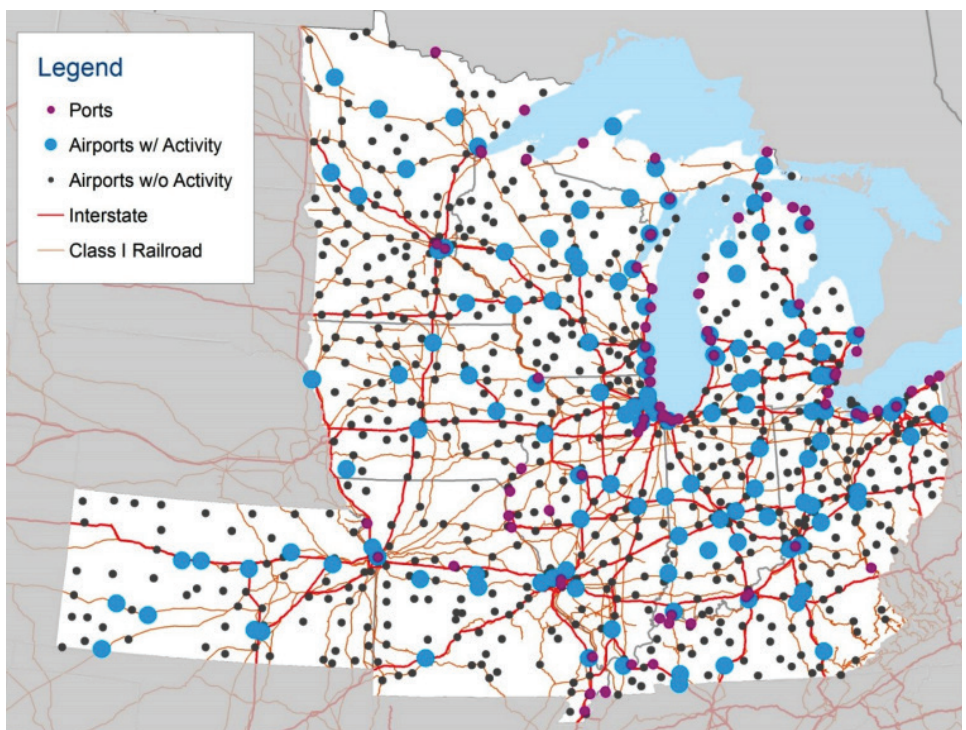 Legend
Ports
Airports w/ Activity
Airports w/o Activity
Interstate
Class I Railroad